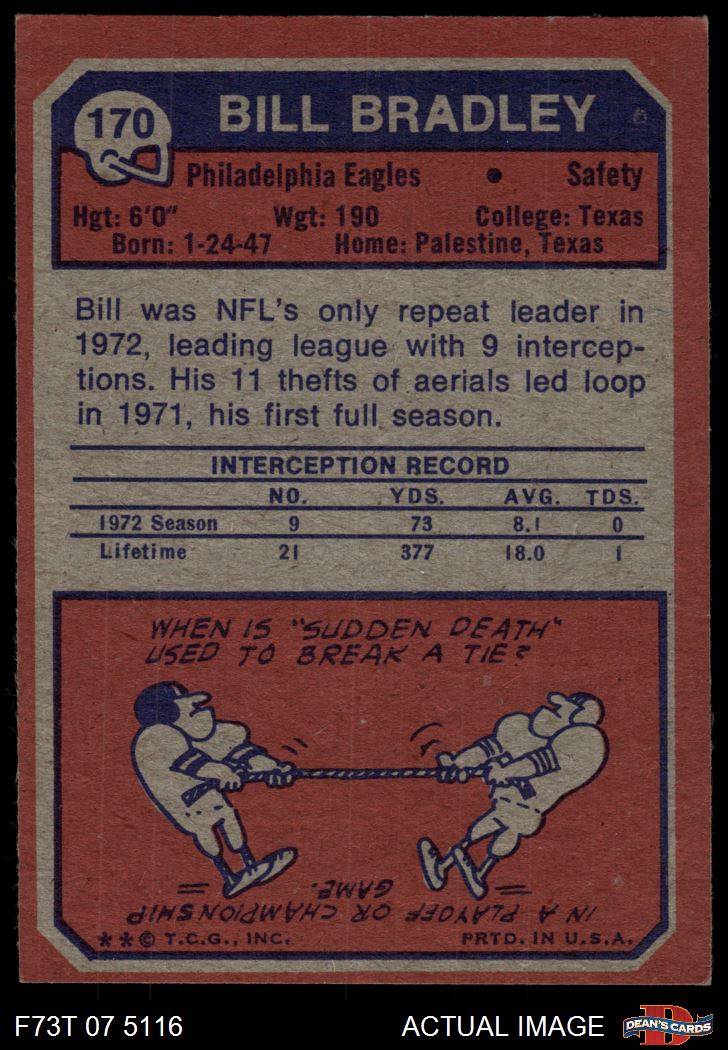 170
BILL BRADLEY
Philadelphia Eagles • Safety
Hgt: 6'0" Wgt: 190 College: Texas
Born: 1-24-47 Home: Palestine, Texas
Bill was NFL's only repeat leader in
1972, leading league with 9 intercep-
tions. His 11 thefts of aerials led loop
in 1971, his first full season.
INTERCEPTION RECORD
NO. YDS. AVG. TDS.
1972 Season 9 73 8.1 0
Lifetime 21 377 18.0 1
WHEN IS "SUDDEN DEATH"
USED TO BREAK A TIE?
IN A PLAYOFF OR CHAMPIONSHIP
GAME.
**© T.C.G., INC. PRTD. IN U.S.A.
F73T 07 5116 ACTUAL IMAGE
D
DEAN'S CARDS